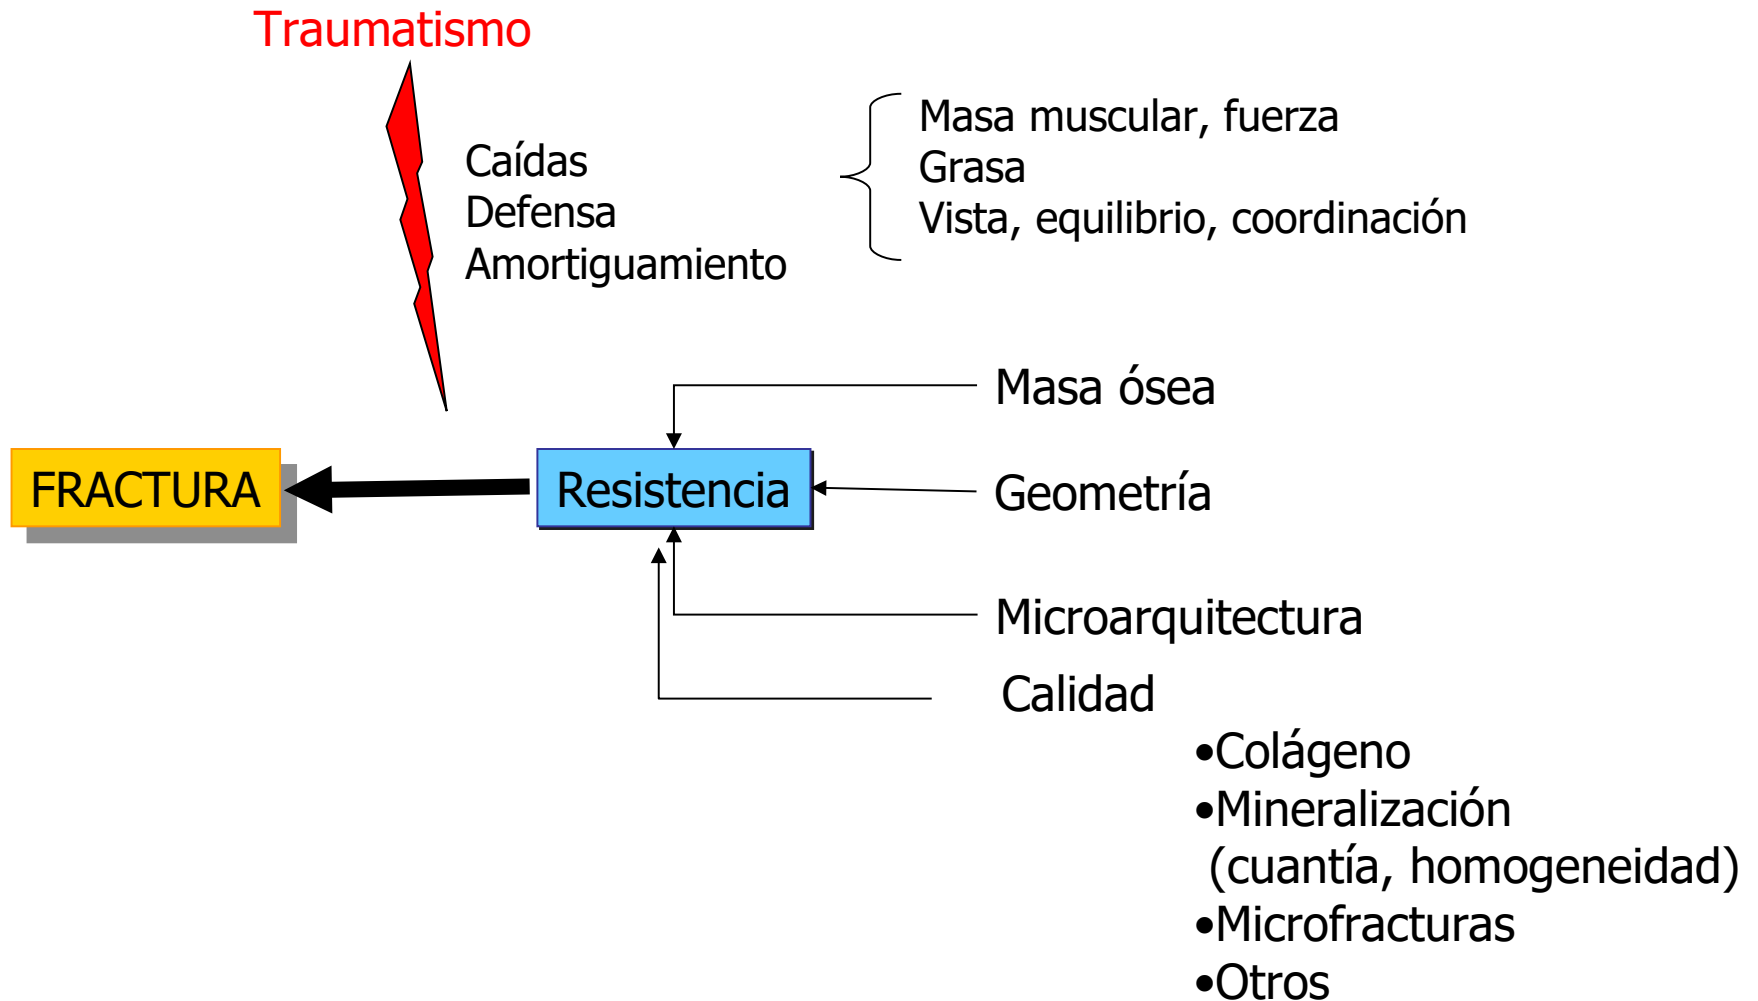 Traumatismo
Caídas
Defensa
Amortiguamiento
Masa muscular, fuerza
Grasa
Vista, equilibrio, coordinación
FRACTURA
Resistencia
Masa ósea
Geometría
Microarquitectura
Calidad
•Colágeno
•Mineralización
(cuantía, homogeneidad)
•Microfracturas
•Otros